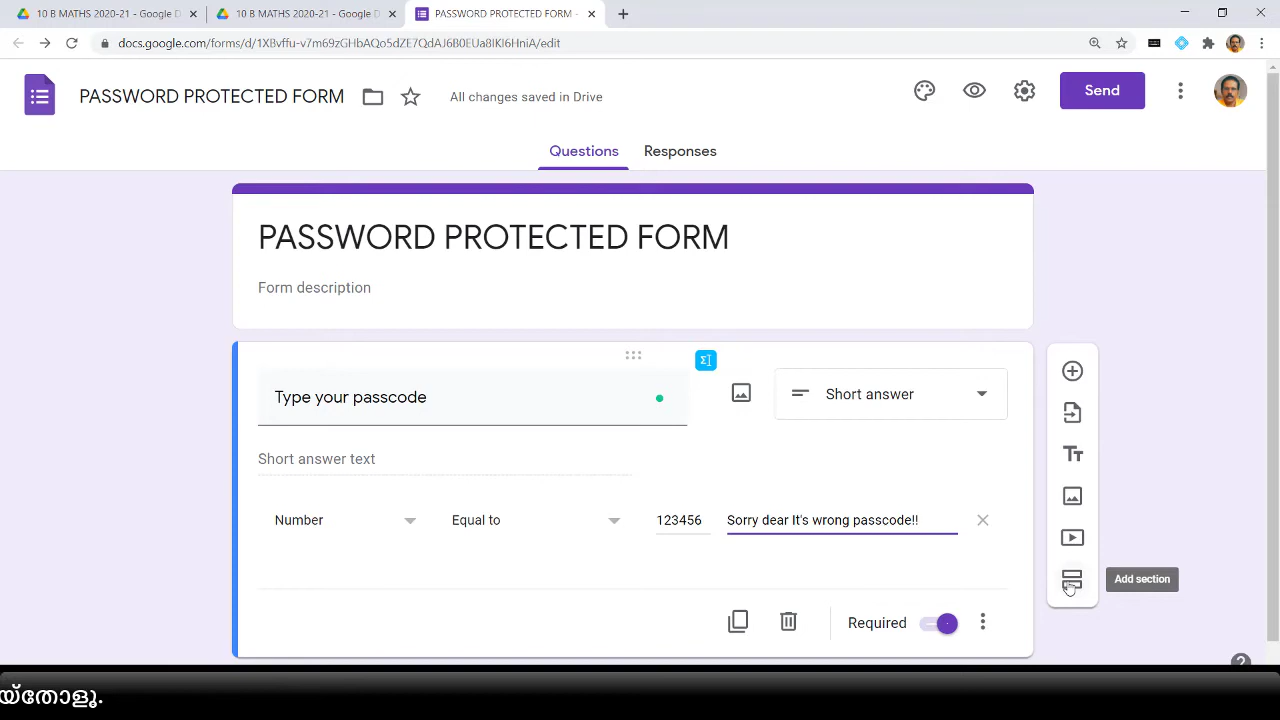 10 B MATHS 2020-21 - Google D
10 B MATHS 2020-21 - Google D
PASSWORD PROTECTED FORM -
docs.google.com/forms/d/1XBvffu-v7m69zGHbAQo5dZE7QdAJ6R0EUa8IKI6HniA/edit
PASSWORD PROTECTED FORM
All changes saved in Drive
Send
Questions
Responses
PASSWORD PROTECTED FORM
Form description
Type your passcode
Short answer
Short answer text
Number
Equal to
123456
Sorry dear It's wrong passcode!!
Add section
Required
യ്തോളൂ.